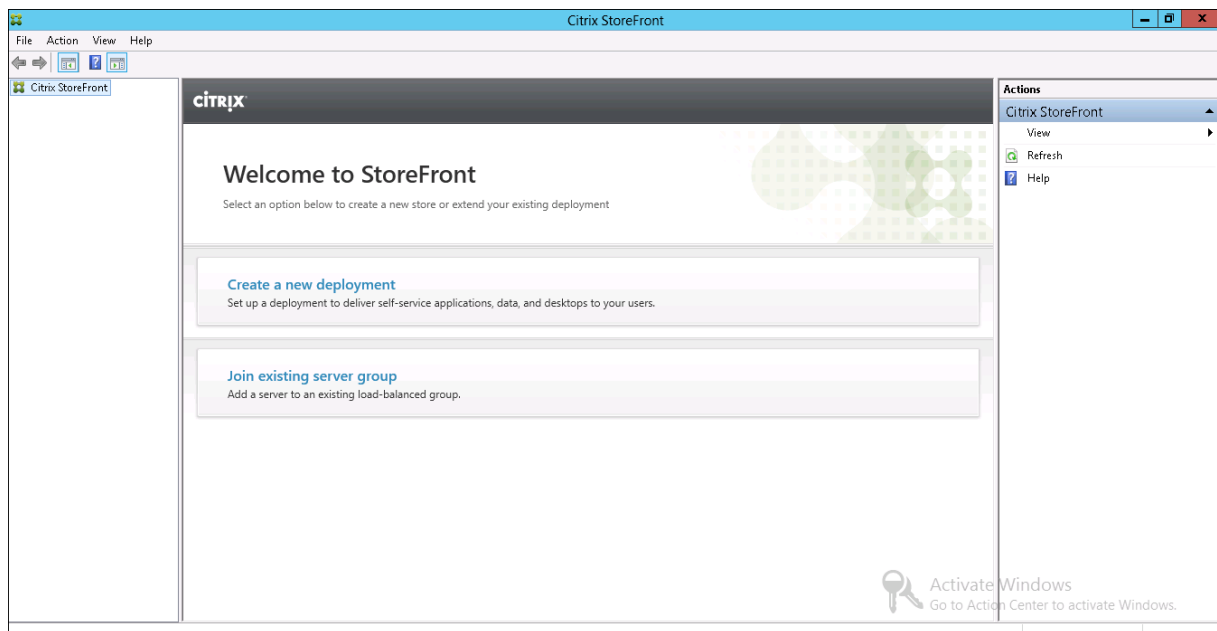 Citrix StoreFront
File Action View Help
Citrix StoreFront
CITRIX
Welcome to StoreFront
Select an option below to create a new store or extend your existing deployment
Create a new deployment
Set up a deployment to deliver self-service applications, data, and desktops to your users.
Join existing server group
Add a server to an existing load-balanced group.
Actions
Citrix StoreFront
View
Refresh
Help
Activate Windows
Go to Action Center to activate Windows.